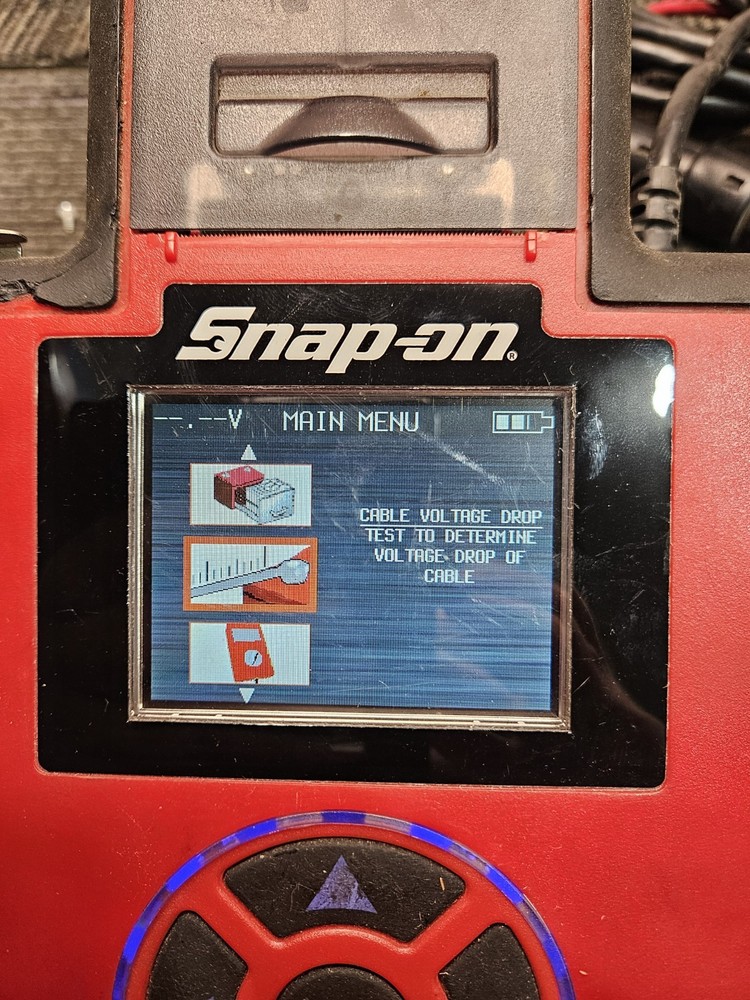 Snap-on®
--.--V MAIN MENU
CABLE VOLTAGE DROP
TEST TO DETERMINE
VOLTAGE DROP OF
CABLE